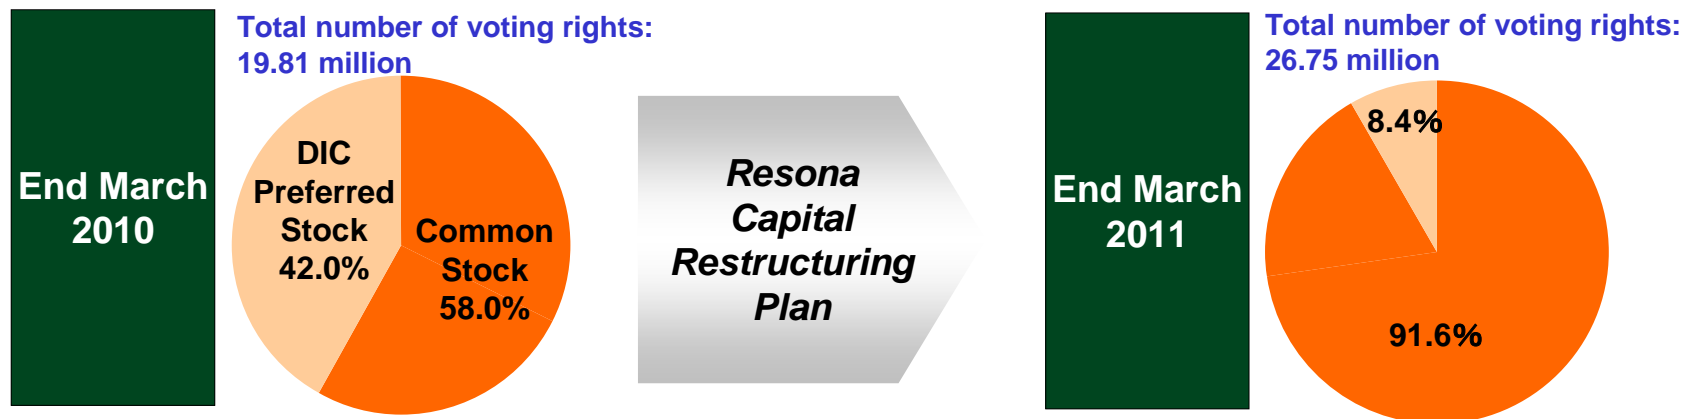 End March
2010
Total number of voting rights:
19.81 million
DIC
Preferred
Stock
42.0%
Common
Stock
58.0%
Resona
Capital
Restructuring
Plan
End March
2011
Total number of voting rights:
26.75 million
8.4%
91.6%